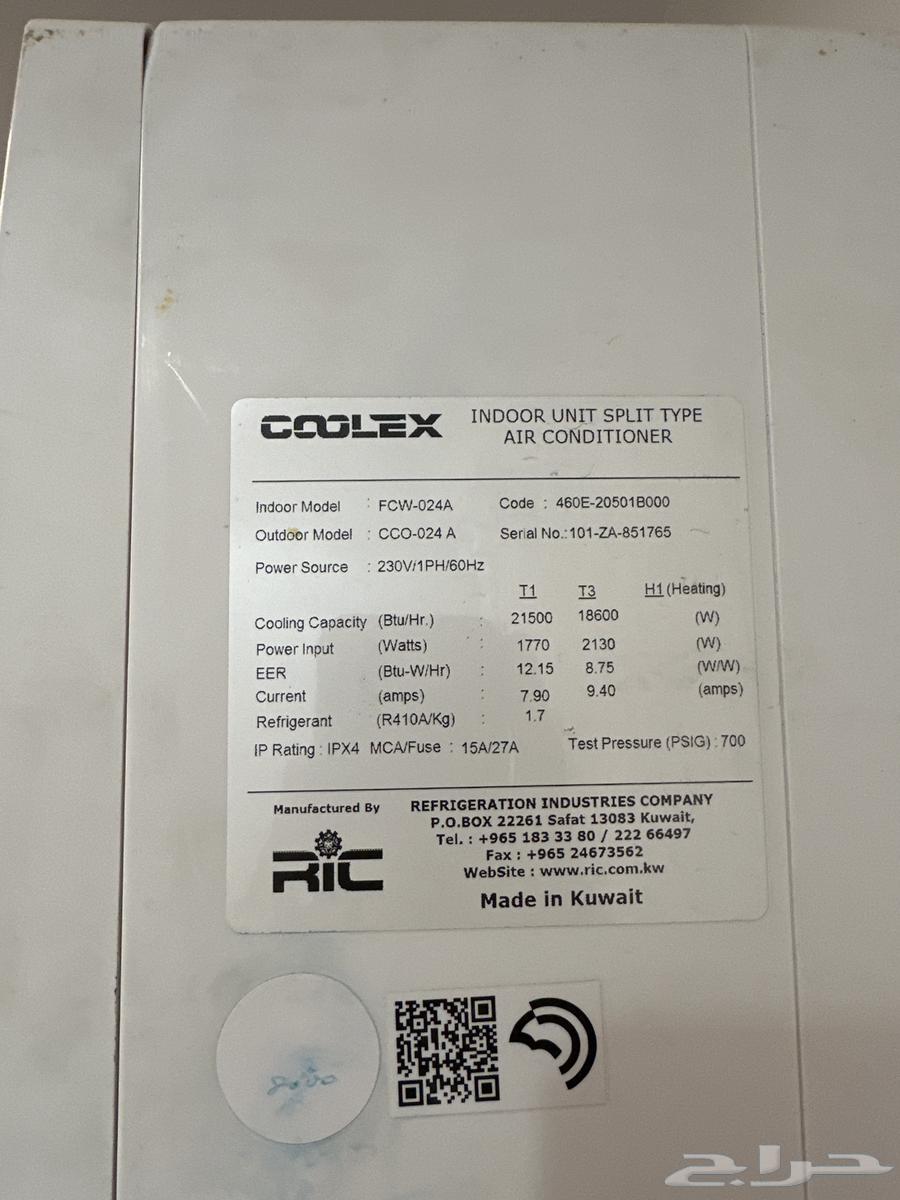 COOLEX
INDOOR UNIT SPLIT TYPE
AIR CONDITIONER
Indoor Model : FCW-024A Code : 460E-20501B000
Outdoor Model : CCO-024 A Serial No.:101-ZA-851765
Power Source : 230V/1PH/60Hz
T1 T3 H1 (Heating)
Cooling Capacity (Btu/Hr.) : 21500 18600 (W)
Power Input (Watts) : 1770 2130 (W)
EER (Btu-W/Hr) : 12.15 8.75 (W/W)
Current (amps) : 7.90 9.40 (amps)
Refrigerant (R410A/Kg) : 1.7
IP Rating : IPX4 MCA/Fuse : 15A/27A Test Pressure (PSIG) : 700
Manufactured By
RIC
REFRIGERATION INDUSTRIES COMPANY
P.O.BOX 22261 Safat 13083 Kuwait,
Tel. : +965 183 33 80 / 222 66497
Fax : +965 24673562
WebSite : www.ric.com.kw
Made in Kuwait
حراج